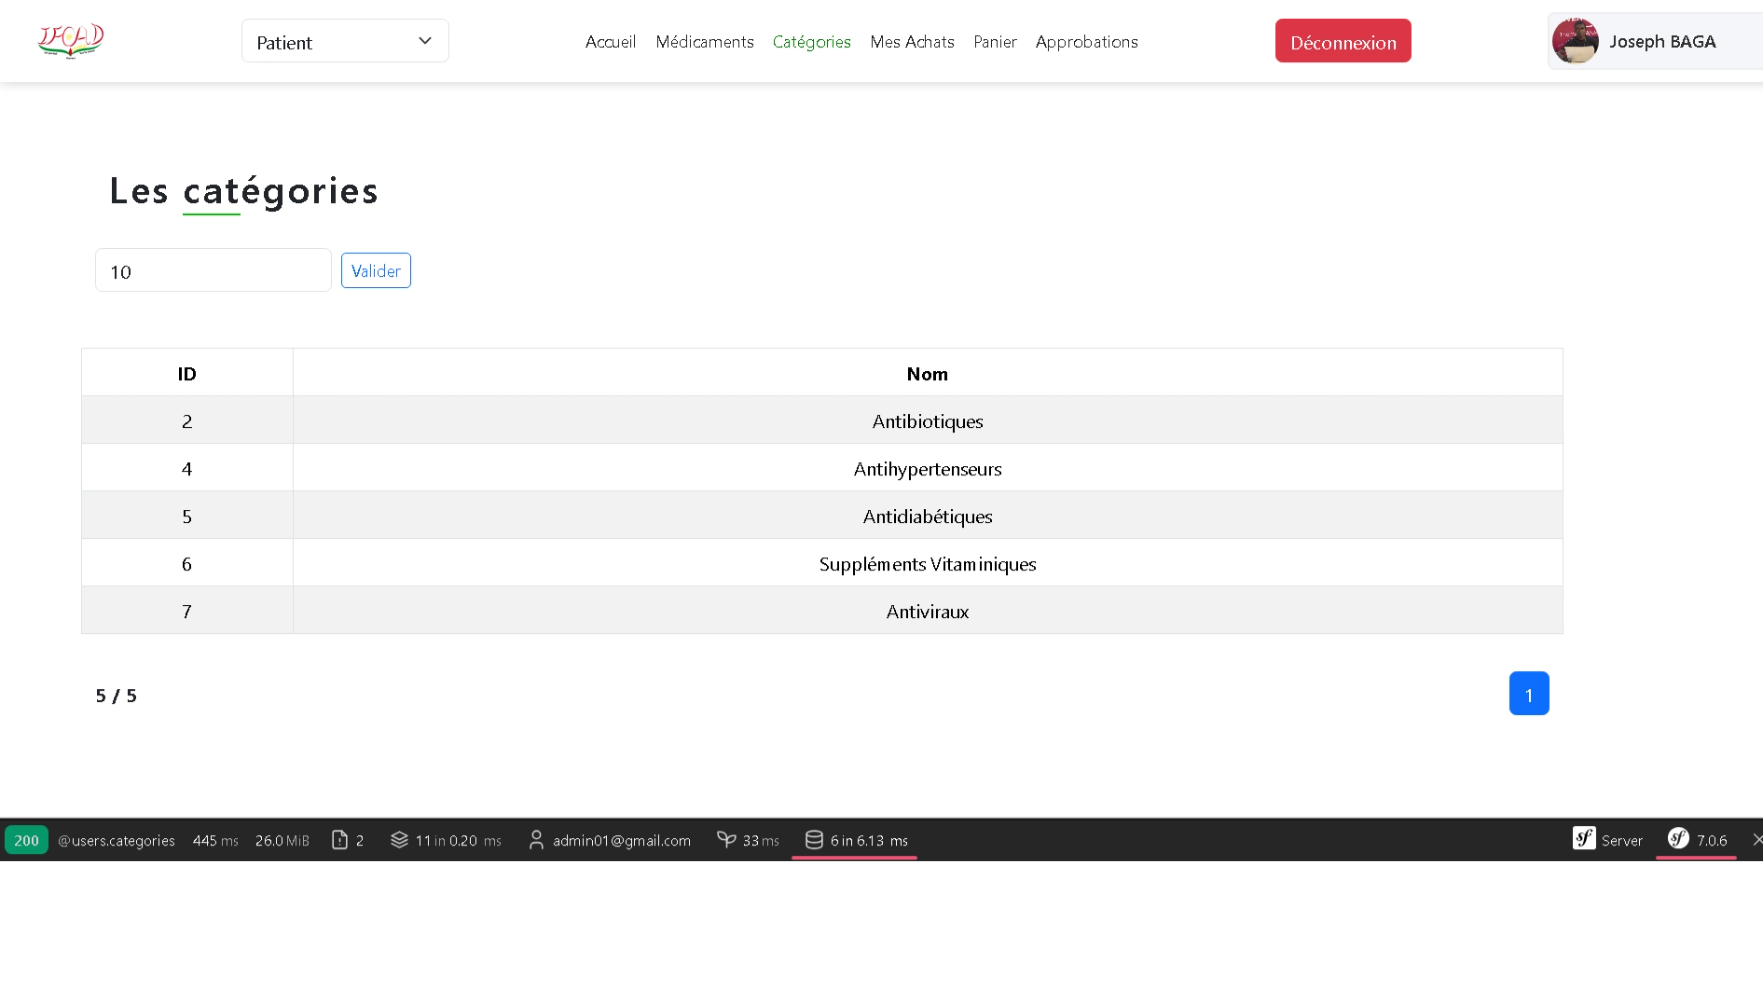 IFOAD
Patient
Accueil Médicaments Catégories Mes Achats Panier Approbations
Déconnexion
Joseph BAGA
Les catégories
10
Valider
ID Nom
2 Antibiotiques
4 Antihypertenseurs
5 Antidiabétiques
6 Suppléments Vitaminiques
7 Antiviraux
5 / 5
1
200 @users.categories 445 ms 26.0 MiB 2 11 in 0.20 ms admin01@gmail.com 33 ms 6 in 6.13 ms Server 7.0.6